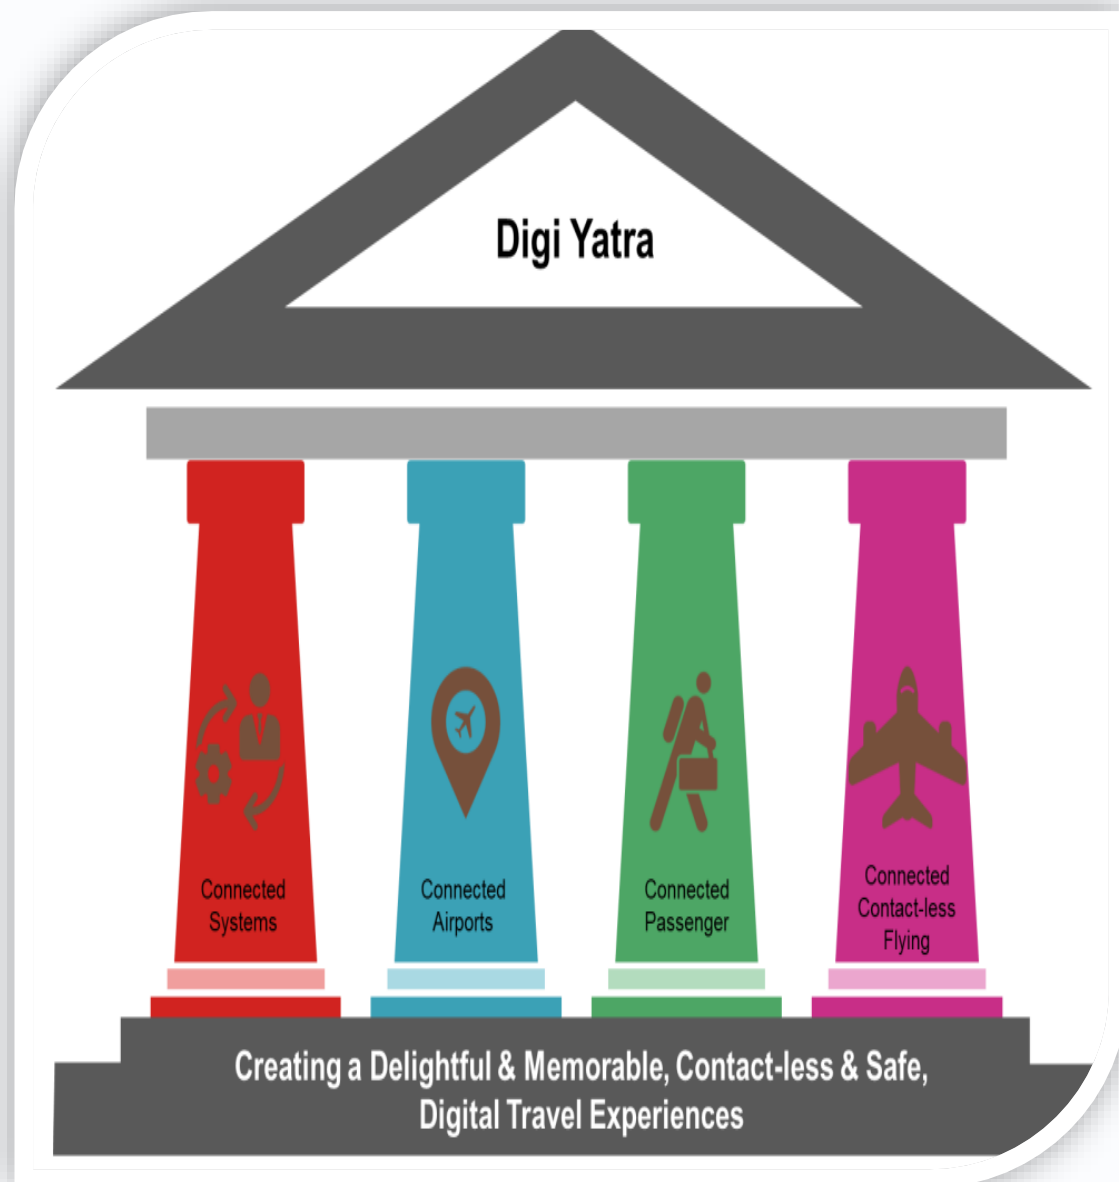 Digi Yatra
Connected
Systems
Connected
Airports
Connected
Passenger
Connected
Contact-less
Flying
Creating a Delightful & Memorable, Contact-less & Safe,
Digital Travel Experiences